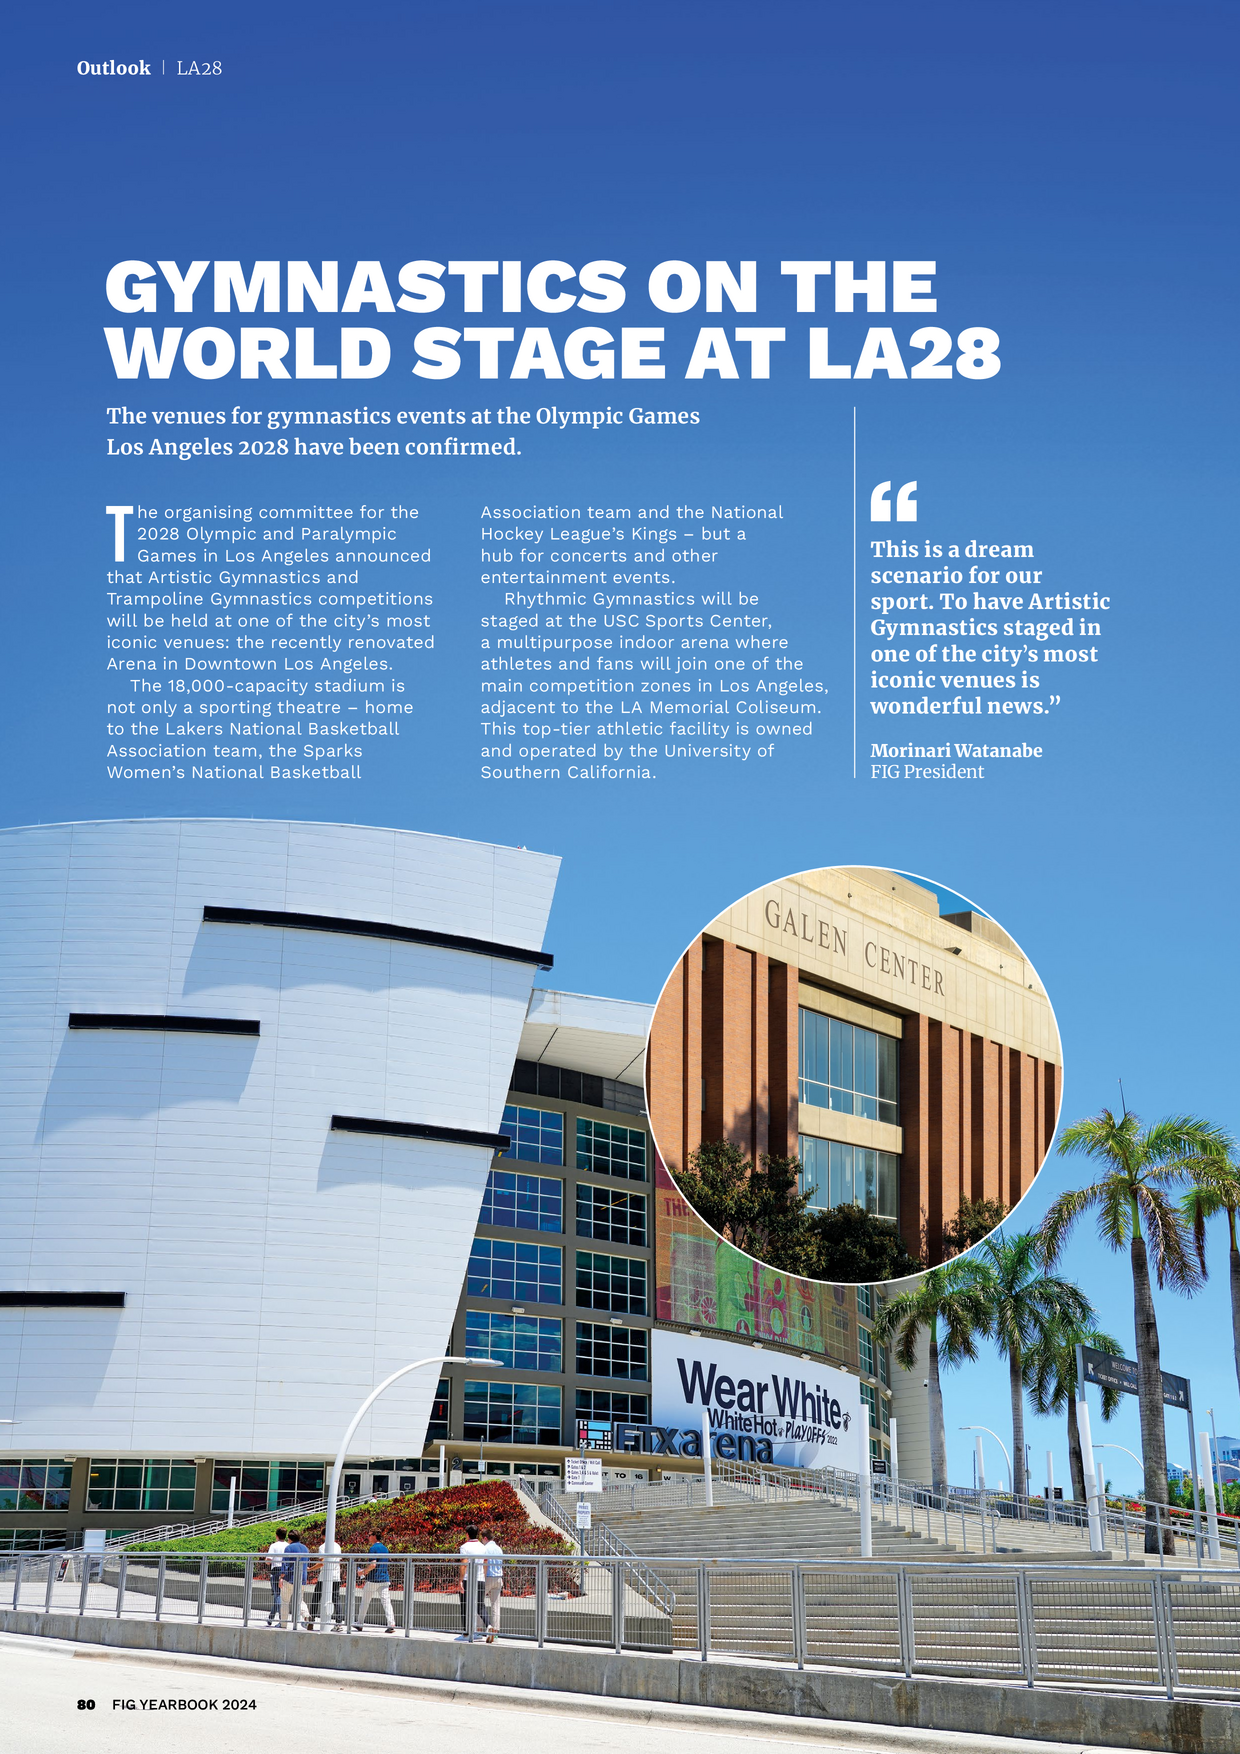 Outlook | LA28
GYMNASTICS ON THE
WORLD STAGE AT LA28
The venues for gymnastics events at the Olympic Games
Los Angeles 2028 have been confirmed.
The organising committee for the
2028 Olympic and Paralympic
Games in Los Angeles announced
that Artistic Gymnastics and
Trampoline Gymnastics competitions
will be held at one of the city's most
iconic venues: the recently renovated
Arena in Downtown Los Angeles.
The 18,000-capacity stadium is
not only a sporting theatre – home
to the Lakers National Basketball
Association team, the Sparks
Women's National Basketball
Association team and the National
Hockey League's Kings – but a
hub for concerts and other
entertainment events.
Rhythmic Gymnastics will be
staged at the USC Sports Center,
a multipurpose indoor arena where
athletes and fans will join one of the
main competition zones in Los Angeles,
adjacent to the LA Memorial Coliseum.
This top-tier athletic facility is owned
and operated by the University of
Southern California.
“
This is a dream
scenario for our
sport. To have Artistic
Gymnastics staged in
one of the city's most
iconic venues is
wonderful news.”
Morinari Watanabe
FIG President
GALEN CENTER
THE
Wear White
White Hot PLAYOFFS 2022
FTX arena
WELCOME TO
TO 16
80 FIG YEARBOOK 2024